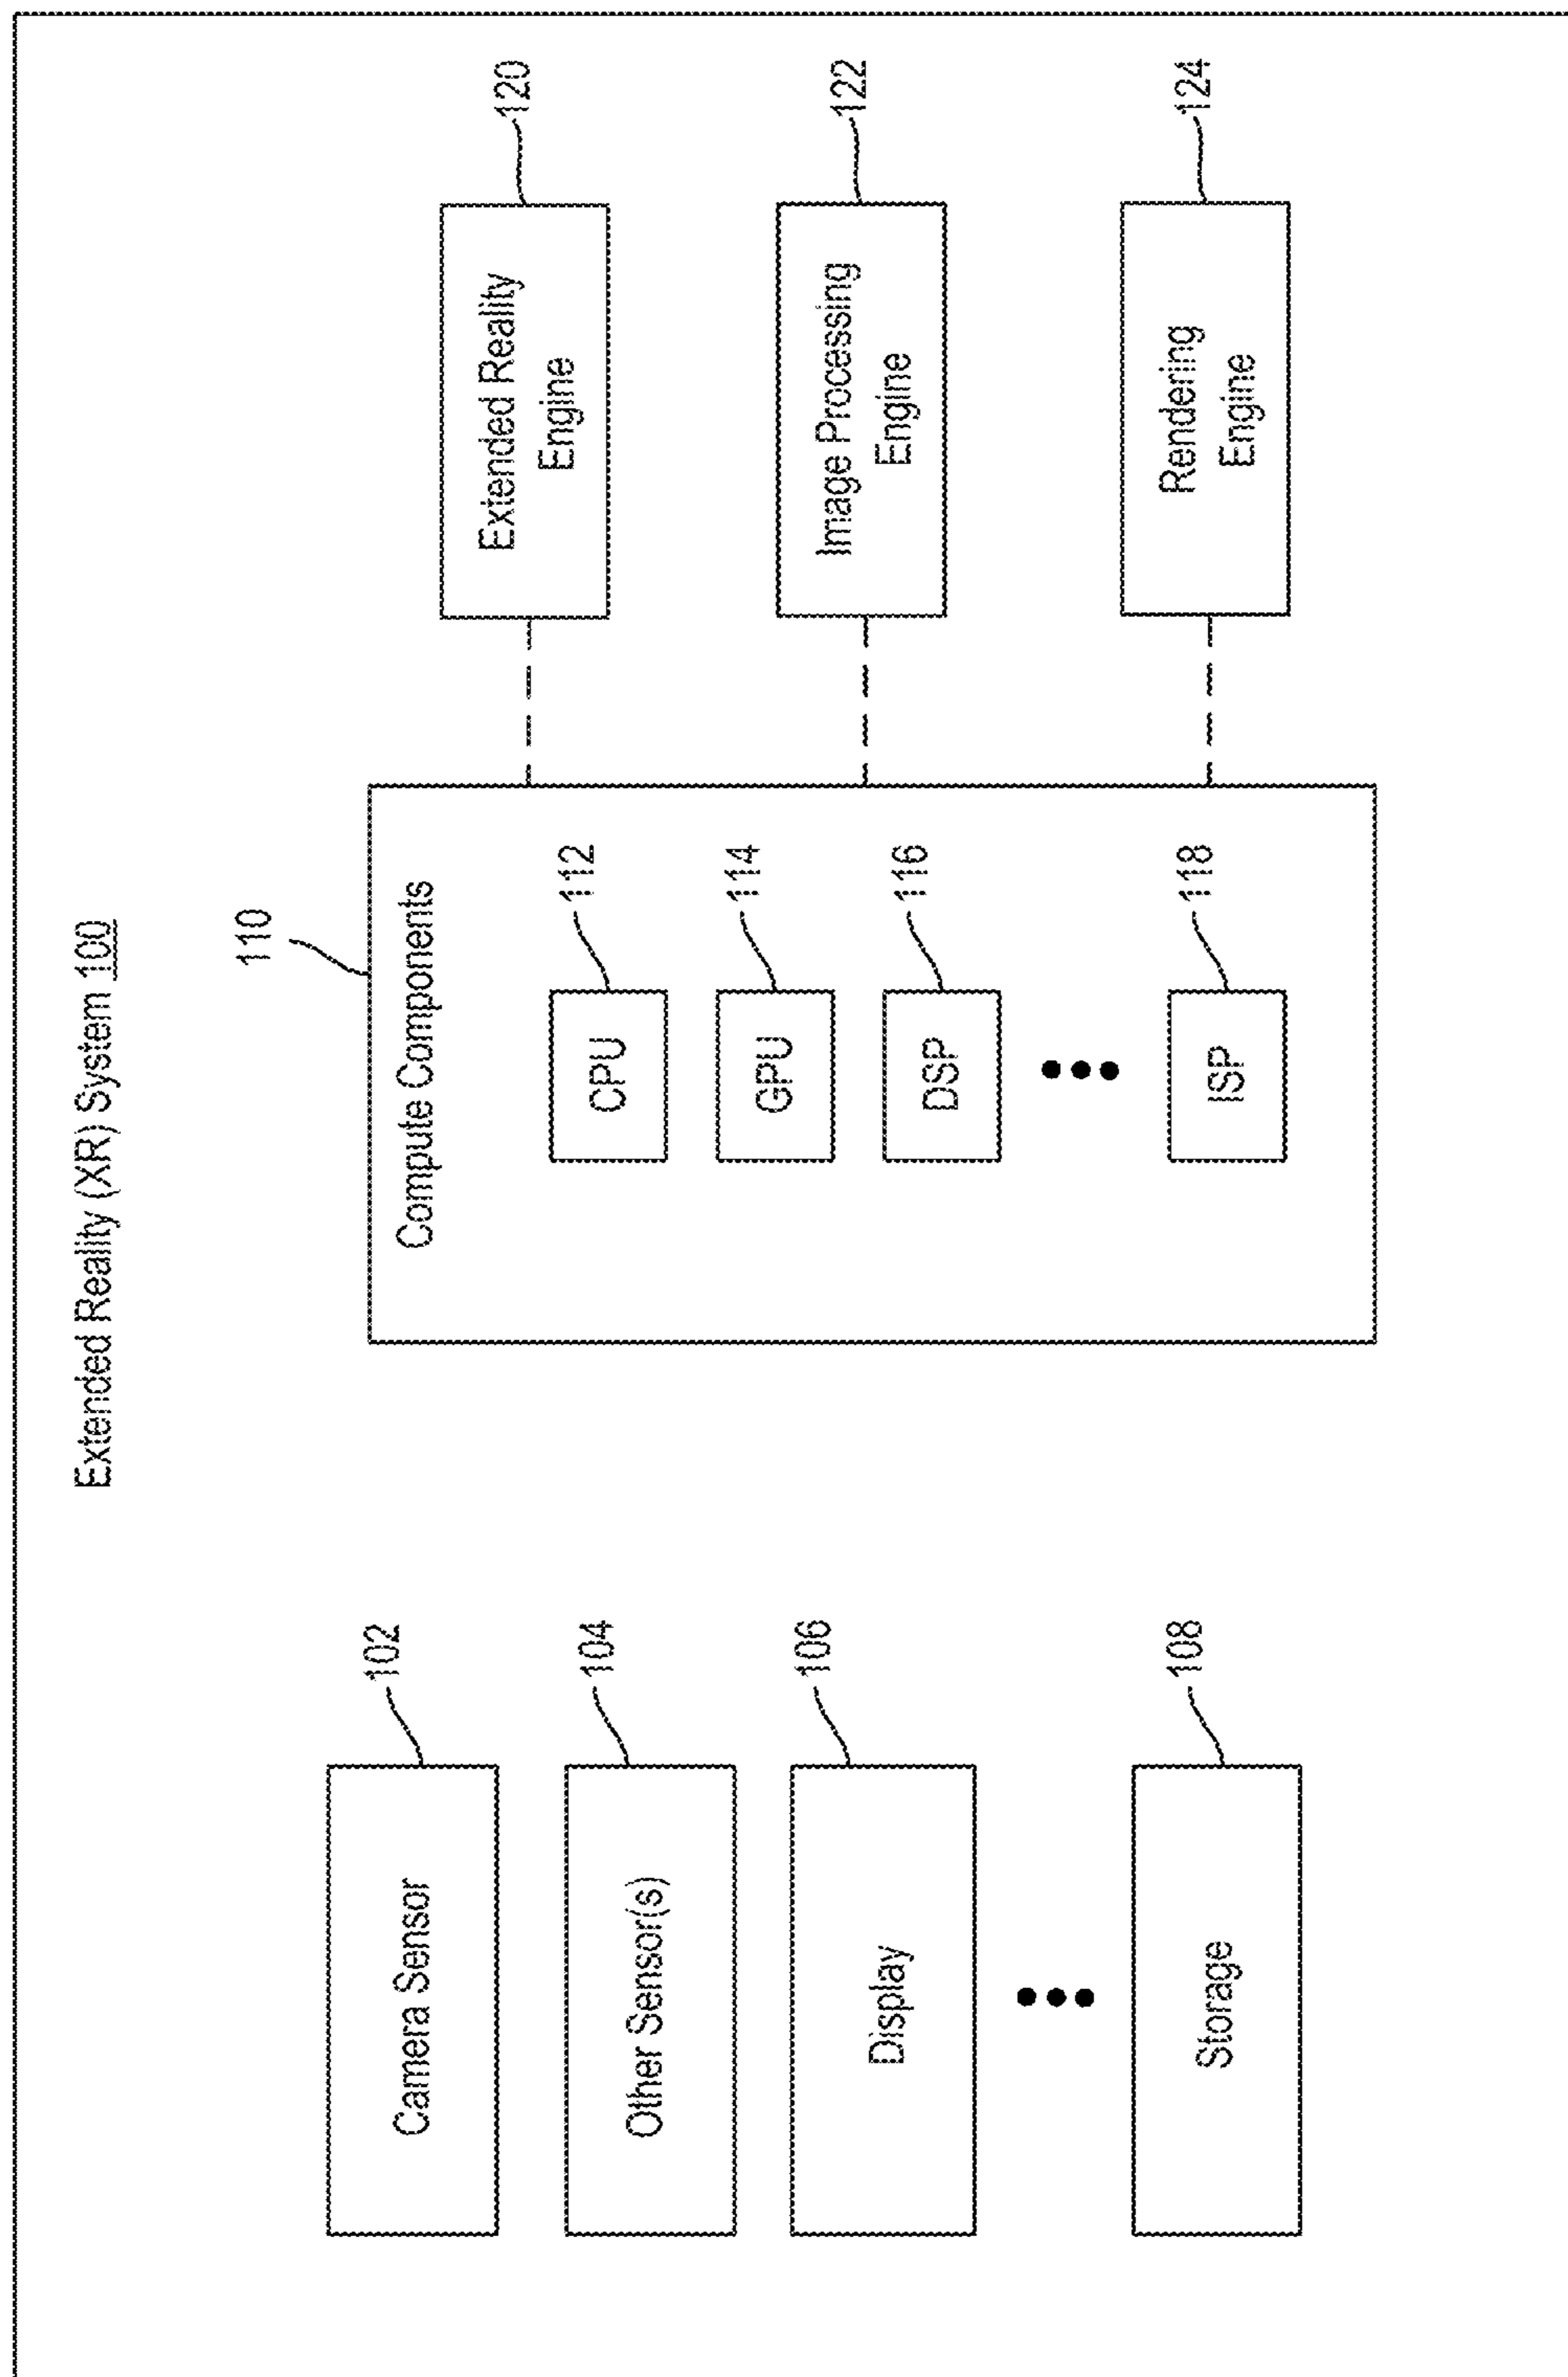 Extended Reality (XR) System 100
Camera Sensor
102
Other Sensor(s)
104
Display
106
Storage
108
110
Compute Components
CPU
112
GPU
114
DSP
116
ISP
118
Extended Reality
Engine
120
Image Processing
Engine
122
Rendering
Engine
124